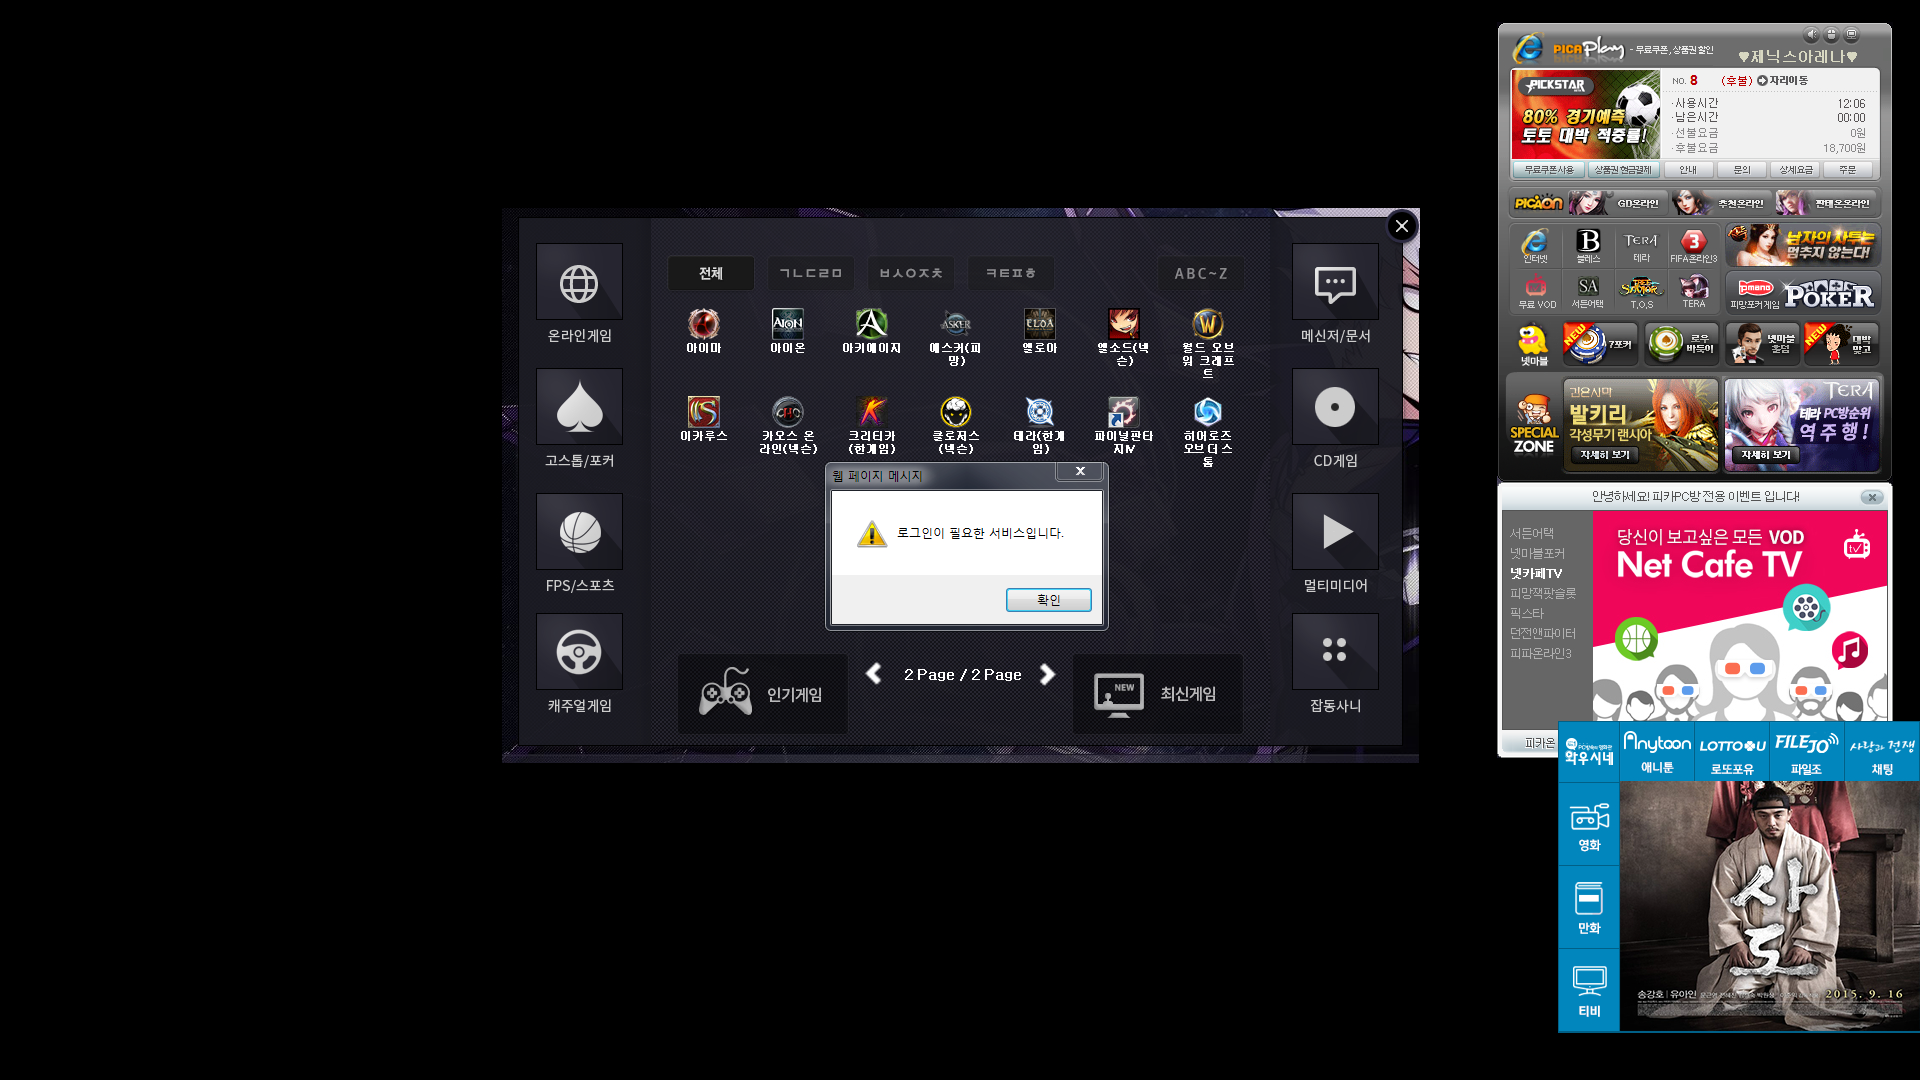 온라인게임
고스톱/포커
FPS/스포츠
캐주얼게임
전체
ㄱㄴㄷㄹㅁ
ㅂㅅㅇㅈㅊ
ㅋㅌㅍㅎ
ABC~Z
아이마
아이온
아키에이지
에스커(피
망)
엘로아
엘소드(넥
슨)
월드 오브
워 크래프
트
이카루스
카오스 온
라인(넥슨)
크리티카
(한게임)
클로저스
(넥슨)
테라(한게
임)
파이널판타
지IV
히어로즈
오브 더 스
톰
웹 페이지 메시지
로그인이 필요한 서비스입니다.
확인
인기게임
2 Page / 2 Page
NEW
최신게임
메신저/문서
CD게임
멀티미디어
잡동사니
PICAPlay - 무료쿠폰, 상품권 할인
♥제닉스아레나♥
PICKSTAR
80% 경기예측
토토 대박 적중률!
NO. 8 (후불) 자리이동
·사용시간 12:06
·남은시간 00:00
·선불요금 0원
·후불요금 18,700원
무료쿠폰사용
상품권 현금결제
안내
문의
상세요금
주문
PICAON
GD온라인
추천온라인
판테온온라인
인터넷
블레스
테라
FIFA온라인3
무료 VOD
서든어택
T.O.S
TERA
남자의 사투는
멈추지 않는다!
pmang
피망포커게임
POKER
넷마블
NEW
7포커
로우
바둑이
넷마블
홀덤
NEW
대박
맞고
SPECIAL
ZONE
검은사막
발키리
각성무기 랜시아
자세히 보기
TERA
테라 PC방순위
역주행!
자세히 보기
안녕하세요! 피카PC방 전용 이벤트 입니다!
서든어택
넷마블포커
넷카페TV
피망잭팟슬롯
픽스타
던전앤파이터
피파온라인3
당신이 보고싶은 모든 VOD
Net Cafe TV
피카온
왁우시네
Anytoon
애니툰
LOTTO U
로또포유
FILEJO
파일조
사랑과 전쟁
채팅
영화
만화
티비
사도
송강호 | 유아인
2015. 9. 16